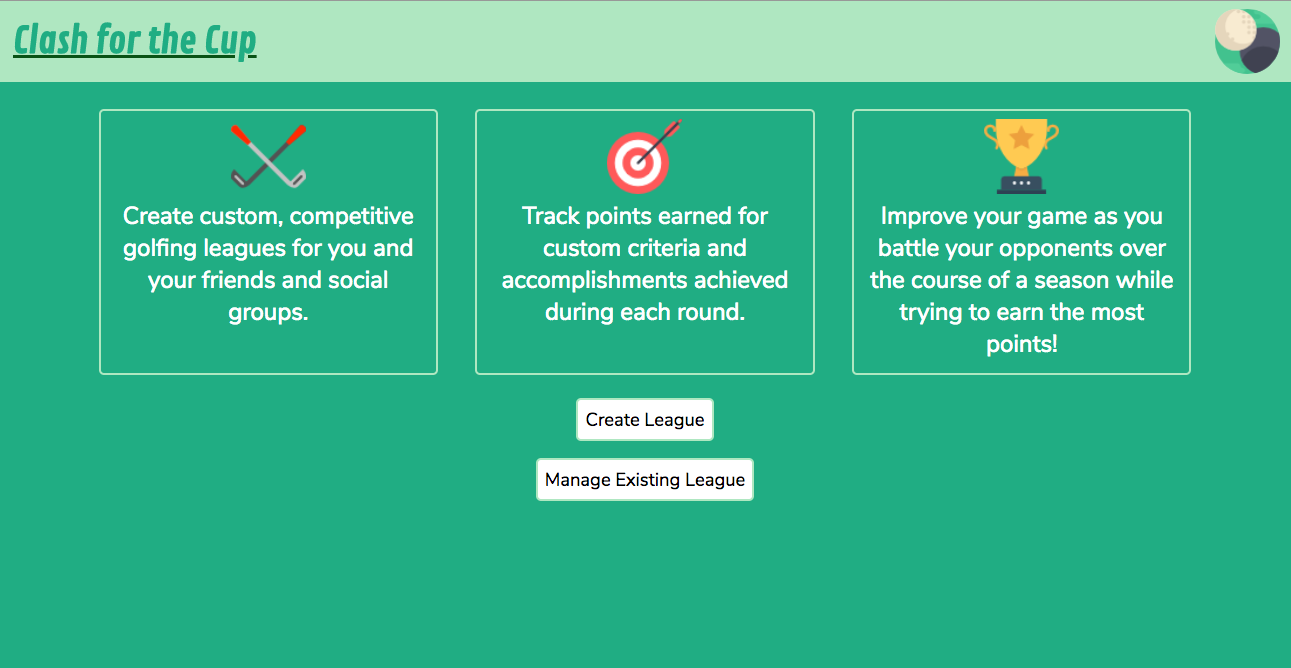 Clash for the Cup
Create custom, competitive
golfing leagues for you and
your friends and social
groups.
Track points earned for
custom criteria and
accomplishments achieved
during each round.
Improve your game as you
battle your opponents over
the course of a season while
trying to earn the most
points!
Create League
Manage Existing League